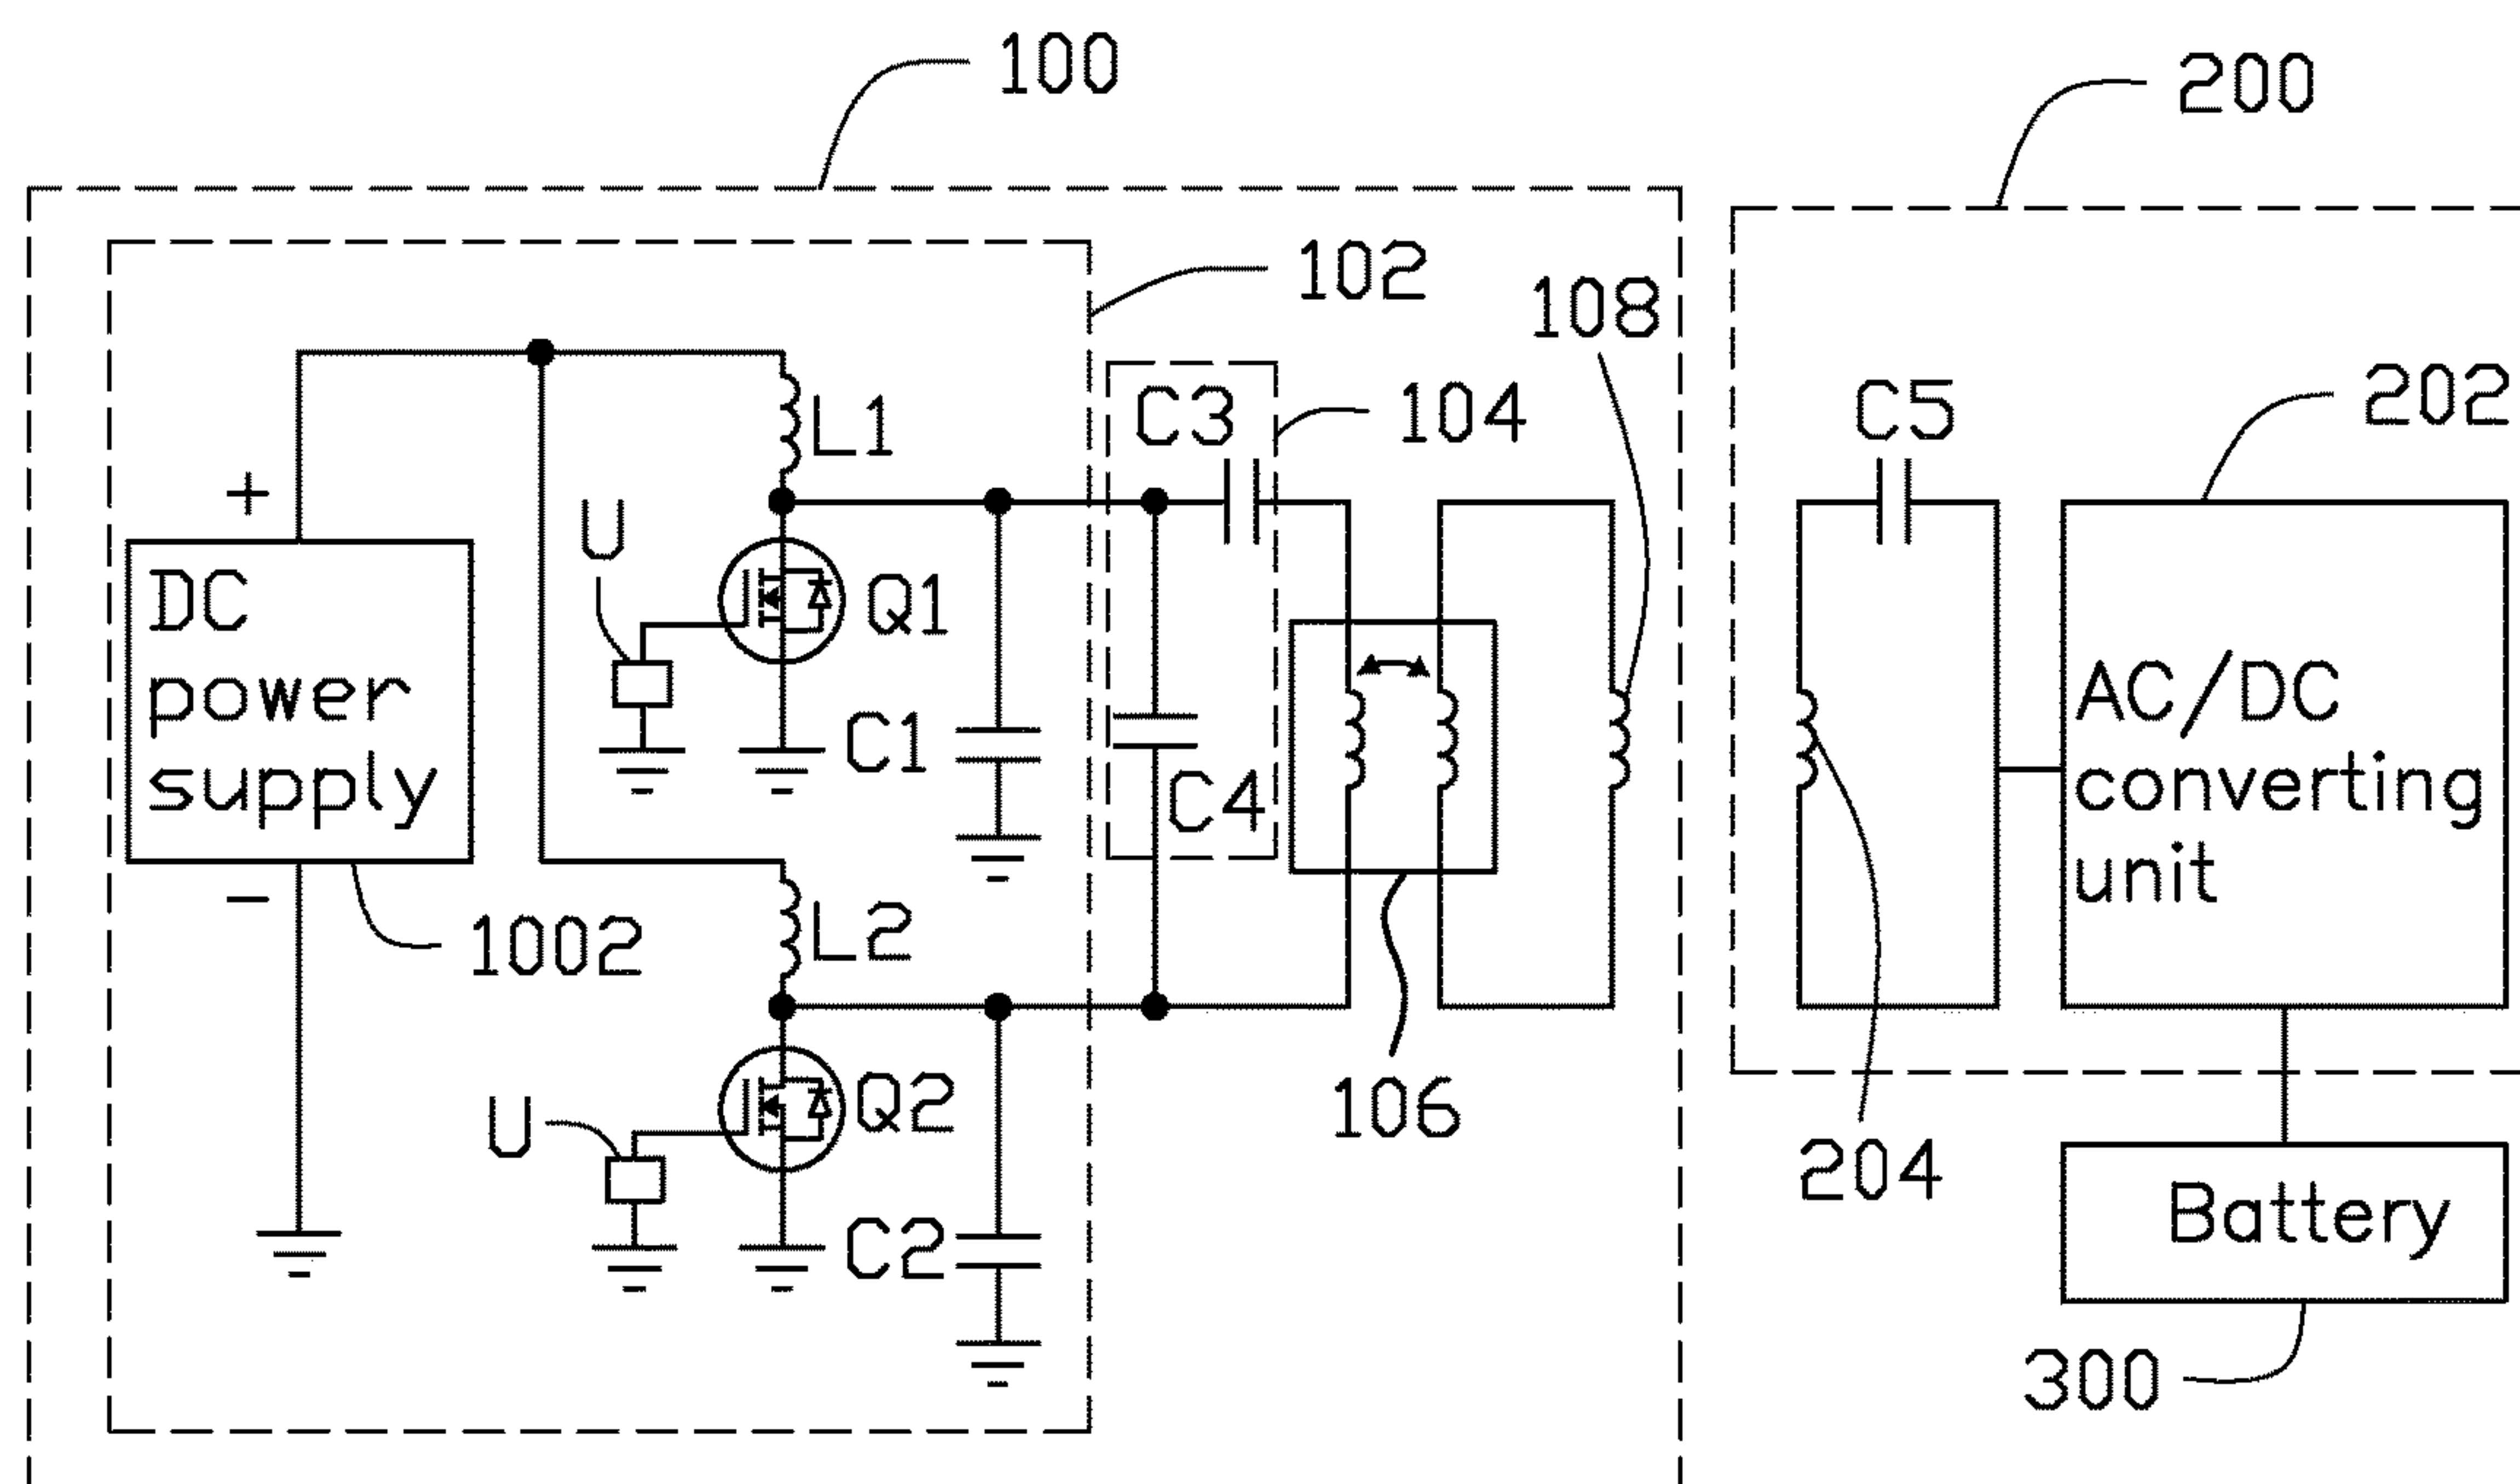 100
200
102
108
202
C3
104
C5
L1
+
U
DC
power
supply
Q1
C1
C4
AC/DC
converting
unit
−
1002
L2
U
Q2
106
204
C2
Battery
300